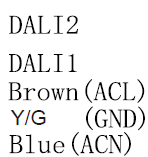 DALI2
DALI1
Brown(ACL)
Y/G (GND)
Blue(ACN)